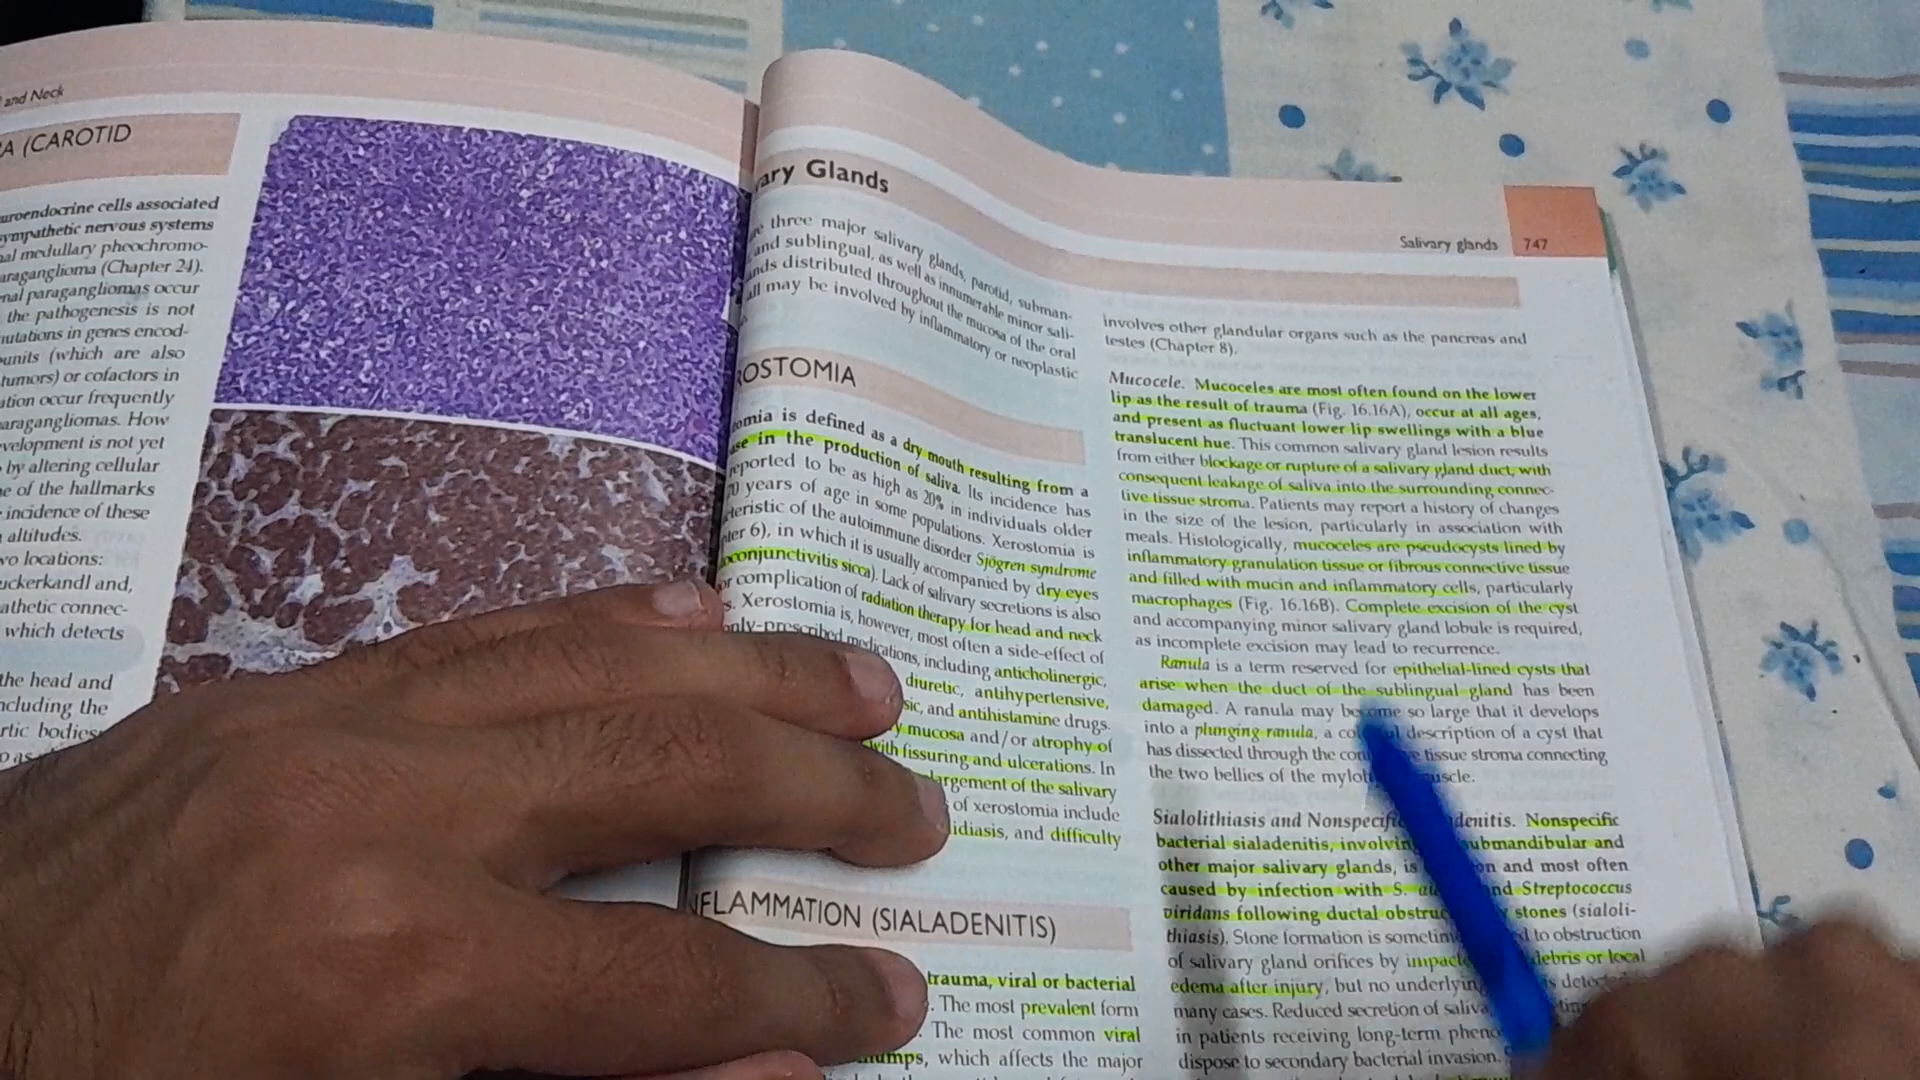 and Neck
A (CAROTID
uroendocrine cells associated
sympathetic nervous systems
nal medullary pheochromo-
araganglioma (Chapter 24).
nal paragangliomas occur
the pathogenesis is not
mutations in genes encod-
units (which are also
tumors) or cofactors in
ation occur frequently
aragangliomas. How
velopment is not yet
by altering cellular
e of the hallmarks
incidence of these
altitudes.
vo locations:
uckerkandl and,
athetic connec-
which detects
the head and
ncluding the
rtic bodies
o as
Salivary glands 747
vary Glands
three major salivary glands, parotid, subman-
and sublingual, as well as innumerable minor sali-
nds distributed throughout the mucosa of the oral
all may be involved by inflammatory or neoplastic
ROSTOMIA
omia is defined as a dry mouth resulting from a
ase in the production of saliva. Its incidence has
reported to be as high as 20% in individuals older
70 years of age in some populations. Xerostomia is
cteristic of the autoimmune disorder Sjögren syndrome
ter 6), in which it is usually accompanied by dry eyes
oconjunctivitis sicca). Lack of salivary secretions is also
or complication of radiation therapy for head and neck
s. Xerostomia is, however, most often a side-effect of
only-prescribed medications, including anticholinergic,
diuretic, antihypertensive,
sic, and antihistamine drugs.
y mucosa and/or atrophy of
with fissuring and ulcerations. In
largement of the salivary
of xerostomia include
idiasis, and difficulty
NFLAMMATION (SIALADENITIS)
trauma, viral or bacterial
. The most prevalent form
. The most common viral
mumps, which affects the major
involves other glandular organs such as the pancreas and
testes (Chapter 8).
Mucocele. Mucoceles are most often found on the lower
lip as the result of trauma (Fig. 16.16A), occur at all ages,
and present as fluctuant lower lip swellings with a blue
translucent hue. This common salivary gland lesion results
from either blockage or rupture of a salivary gland duct, with
consequent leakage of saliva into the surrounding connec-
tive tissue stroma. Patients may report a history of changes
in the size of the lesion, particularly in association with
meals. Histologically, mucoceles are pseudocysts lined by
inflammatory granulation tissue or fibrous connective tissue
and filled with mucin and inflammatory cells, particularly
macrophages (Fig. 16.16B). Complete excision of the cyst
and accompanying minor salivary gland lobule is required,
as incomplete excision may lead to recurrence.
Ranula is a term reserved for epithelial-lined cysts that
arise when the duct of the sublingual gland has been
damaged. A ranula may become so large that it develops
into a plunging ranula, a description of a cyst that
has dissected through the tissue stroma connecting
the two bellies of the
Sialolithiasis and Nonspecific denitis. Nonspecific
bacterial sialadenitis, involving submandibular and
other major salivary glands, is on and most often
caused by infection with S. nd Streptococcus
viridans following ductal obstruc stones (sialoli-
thiasis). Stone formation is d to obstruction
of salivary gland orifices by debris or local
edema after injury, but no
many cases. Reduced secretion of
in patients receiving long-term
dispose to secondary bacterial invasion.